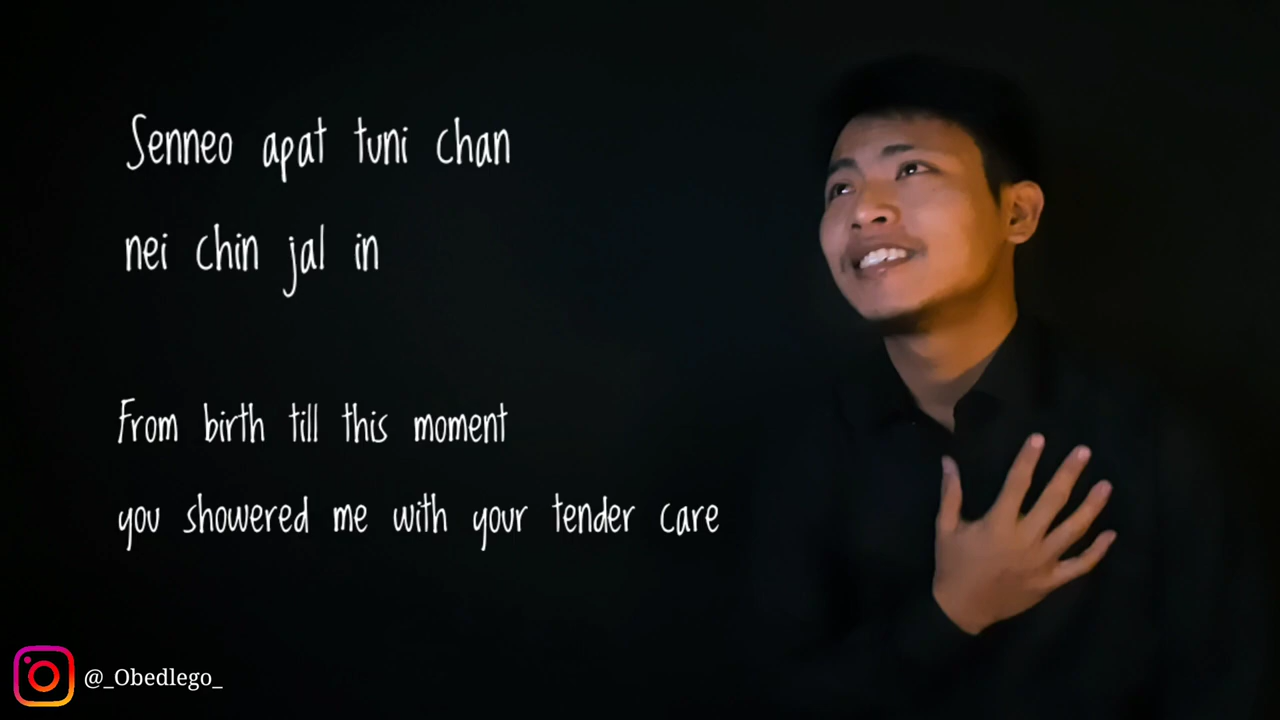 Senneo apat tuni chan
nei chin jal in
From birth till this moment
you showered me with your tender care
@_Obedlego_